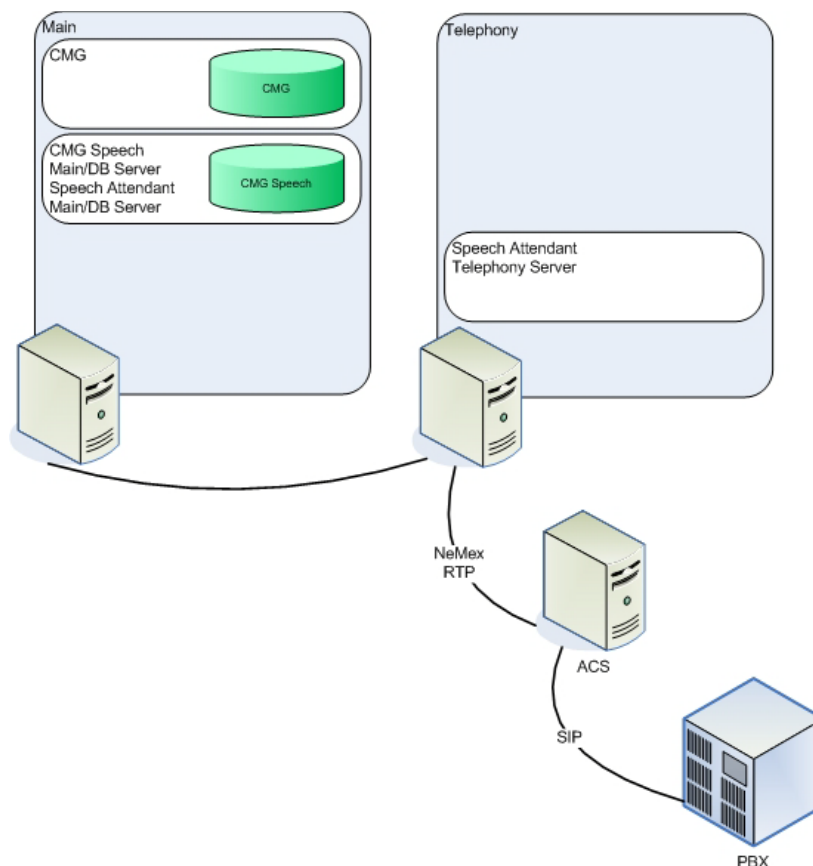 Main
CMG
CMG
CMG Speech
Main/DB Server
Speech Attendant
Main/DB Server
CMG Speech
Telephony
Speech Attendant
Telephony Server
NeMex
RTP
ACS
SIP
PBX